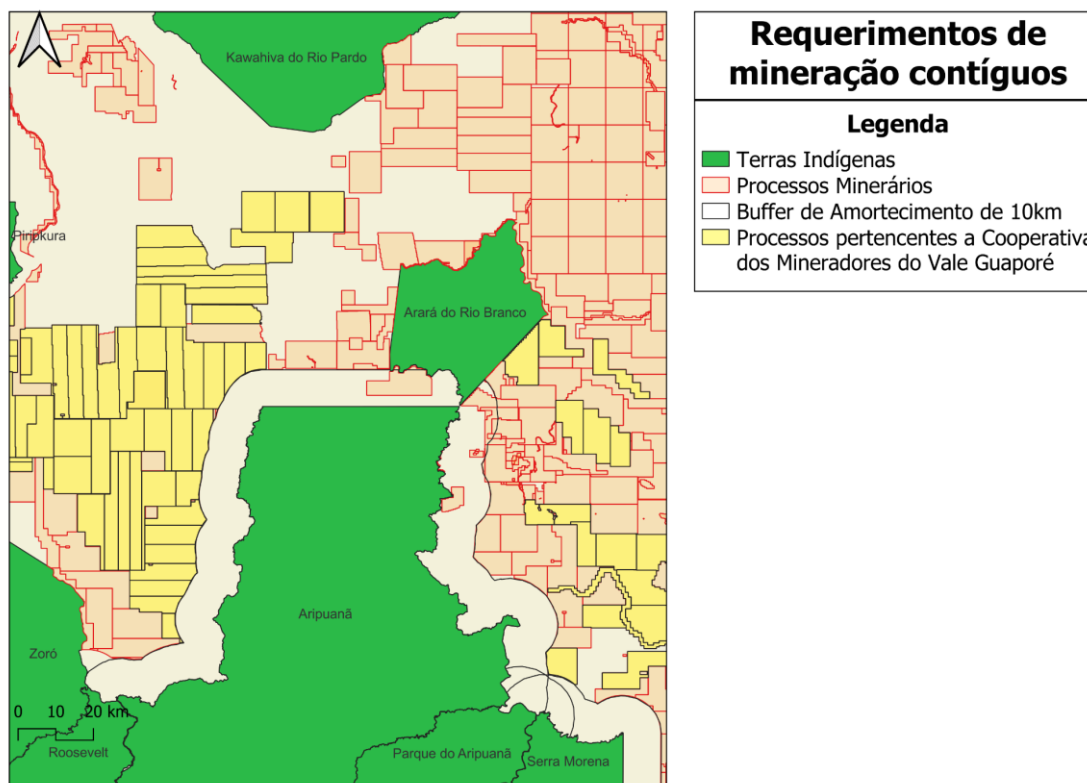 Requerimentos de
mineração contíguos
Legenda
Terras Indígenas
Processos Minerários
Buffer de Amortecimento de 10km
Processos pertencentes a Cooperativa
dos Mineradores do Vale Guaporé
Kawahiva do Rio Pardo
Piripkura
Arará do Rio Branco
Aripuanã
Zoró
0 10 20 km
Roosevelt
Parque do Aripuanã
Serra Morena